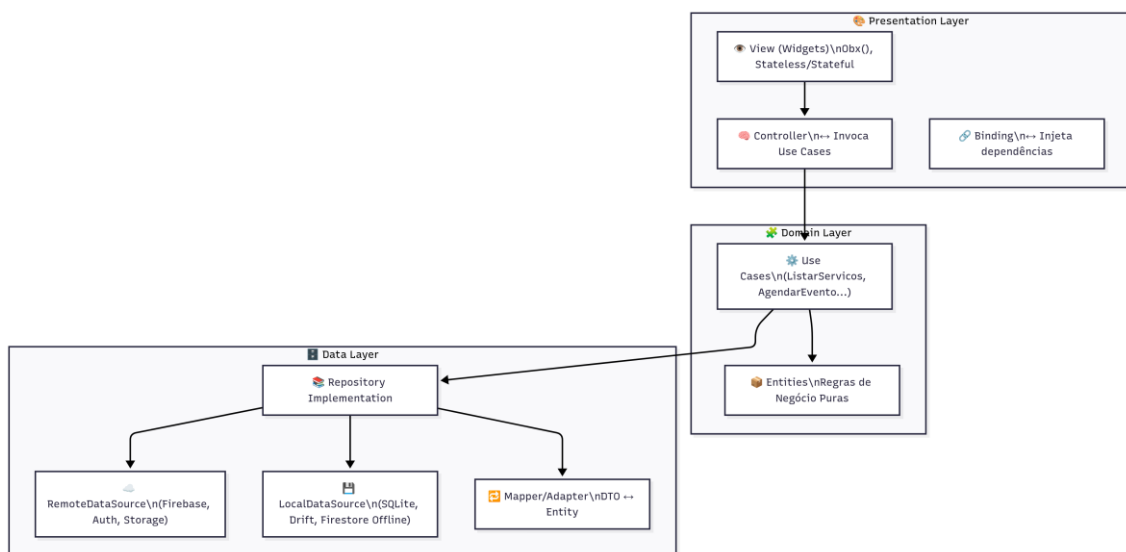 🎨 Presentation Layer
👁️ View (Widgets)\nObx(),
Stateless/Stateful
🧠 Controller\n↔ Invoca
Use Cases
🔗 Binding\n↔ Injeta
dependências
🧩 Domain Layer
⚙️ Use
Cases\n(ListarServicos,
AgendarEvento...)
📦 Entities\nRegras de
Negócio Puras
🗄️ Data Layer
📚 Repository
Implementation
☁️
RemoteDataSource\n(Firebase,
Auth, Storage)
💾
LocalDataSource\n(SQLite,
Drift, Firestore Offline)
🔁 Mapper/Adapter\nDTO ↔
Entity